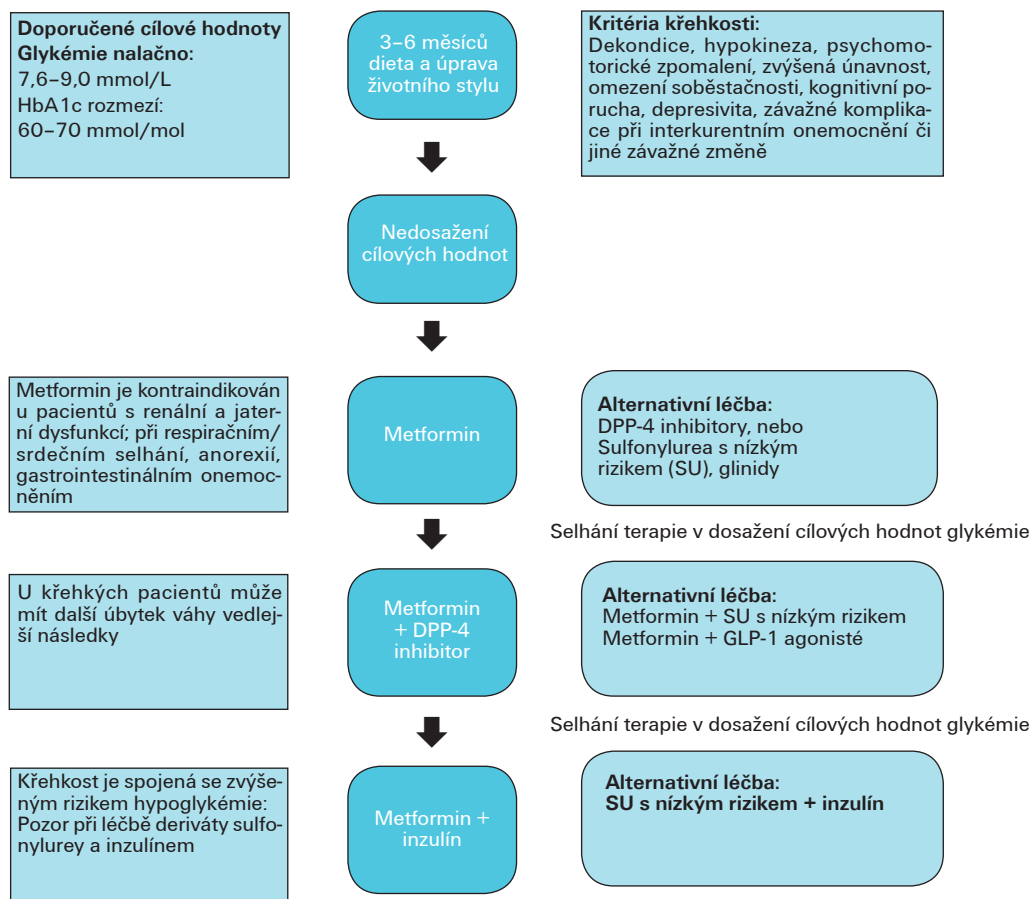 Doporučené cílové hodnoty
Glykémie nalačno:
7,6–9,0 mmol/L
HbA1c rozmezí:
60–70 mmol/mol
3–6 měsíců
dieta a úprava
životního stylu
Kritéria křehkosti:
Dekondice, hypokineza, psychomo-
torické zpomalení, zvýšená únavnost,
omezení soběstačnosti, kognitivní po-
rucha, depresivita, závažné komplika-
ce při interkurentním onemocnění či
jiné závažné změně
Nedosažení
cílových hodnot
Metformin je kontraindikován
u pacientů s renální a jater-
ní dysfunkcí; při respiračním/
srdečním selhání, anorexií,
gastrointestinálním onemoc-
něním
Metformin
Alternativní léčba:
DPP-4 inhibitory, nebo
Sulfonylurea s nízkým
rizikem (SU), glinidy
Selhání terapie v dosažení cílových hodnot glykémie
U křehkých pacientů může
mít další úbytek váhy vedlej-
ší následky
Metformin
+ DPP-4
inhibitor
Alternativní léčba:
Metformin + SU s nízkým rizikem
Metformin + GLP-1 agonisté
Selhání terapie v dosažení cílových hodnot glykémie
Křehkost je spojená se zvýše-
ným rizikem hypoglykémie:
Pozor při léčbě deriváty sulfo-
nylurey a inzulínem
Metformin +
inzulín
Alternativní léčba:
SU s nízkým rizikem + inzulín